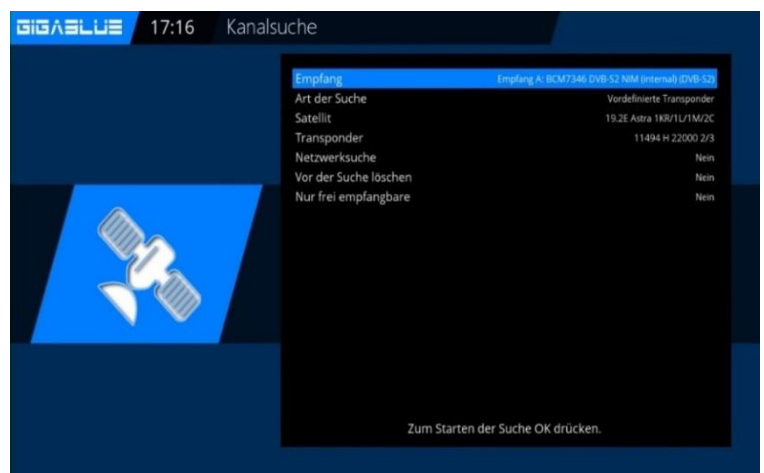 GIGABLUE 17:16 Kanalsuche
Empfang Empfang A: BCM7346 DVB-S2 NIM (internal) (DVB-S2)
Art der Suche Vordefinierte Transponder
Satellit 19.2E Astra 1KR/1L/1M/2C
Transponder 11494 H 22000 2/3
Netzwerksuche Nein
Vor der Suche löschen Nein
Nur frei empfangbare Nein
Zum Starten der Suche OK drücken.